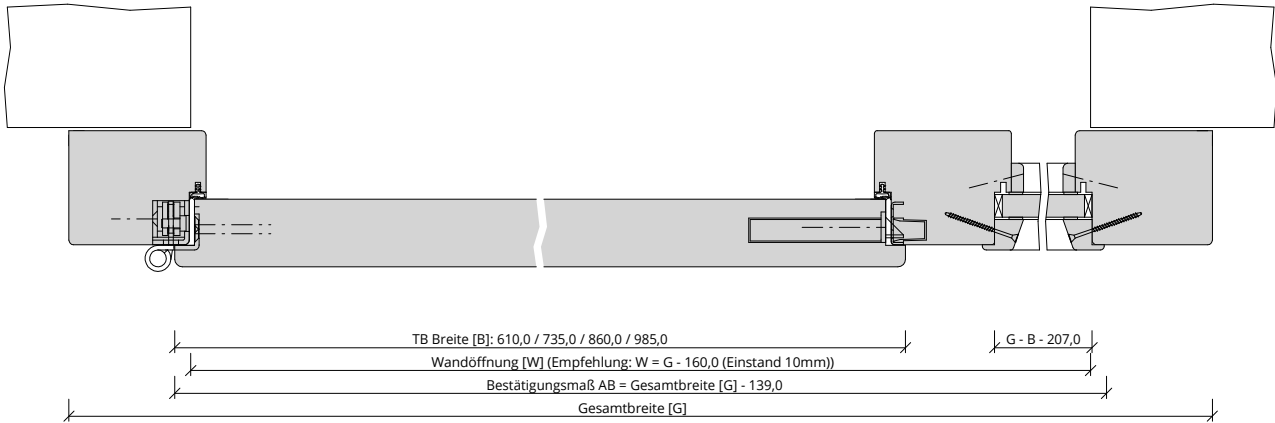 TB Breite [B]: 610,0 / 735,0 / 860,0 / 985,0
G - B - 207,0
Wandöffnung [W] (Empfehlung: W = G - 160,0 (Einstand 10mm))
Bestätigungsmaß AB = Gesamtbreite [G] - 139,0
Gesamtbreite [G]